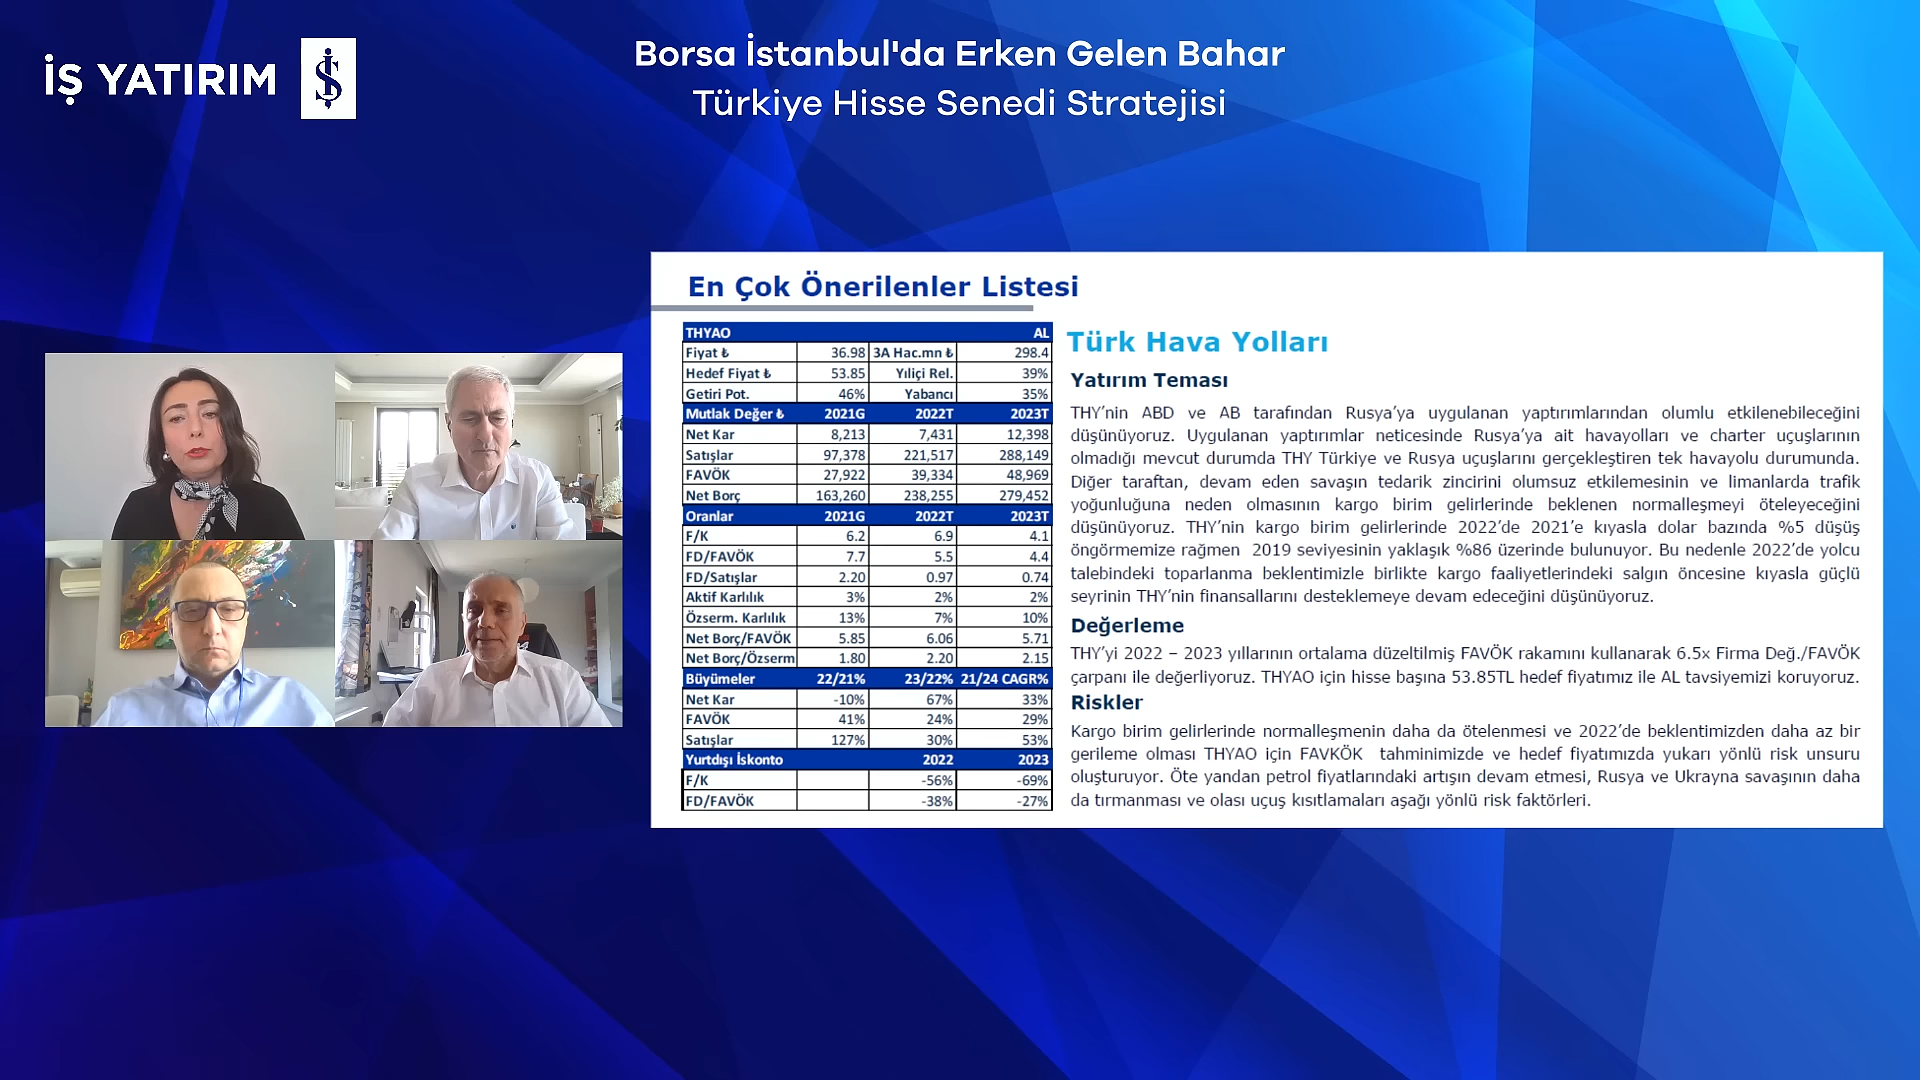 İŞ YATIRIM
Borsa İstanbul'da Erken Gelen Bahar
Türkiye Hisse Senedi Stratejisi
En Çok Önerilenler Listesi
THYAO AL
Fiyat ₺ 36.98 3A Hac.mn ₺ 298.4
Hedef Fiyat ₺ 53.85 Yıliçi Rel. 39%
Getiri Pot. 46% Yabancı 35%
Mutlak Değer ₺ 2021G 2022T 2023T
Net Kar 8,213 7,431 12,398
Satışlar 97,378 221,517 288,149
FAVÖK 27,922 39,334 48,969
Net Borç 163,260 238,255 279,452
Oranlar 2021G 2022T 2023T
F/K 6.2 6.9 4.1
FD/FAVÖK 7.7 5.5 4.4
FD/Satışlar 2.20 0.97 0.74
Aktif Karlılık 3% 2% 2%
Özserm. Karlılık 13% 7% 10%
Net Borç/FAVÖK 5.85 6.06 5.71
Net Borç/Özserm 1.80 2.20 2.15
Büyümeler 22/21% 23/22% 21/24 CAGR%
Net Kar -10% 67% 33%
FAVÖK 41% 24% 29%
Satışlar 127% 30% 53%
Yurtdışı İskonto 2022 2023
F/K -56% -69%
FD/FAVÖK -38% -27%
Türk Hava Yolları
Yatırım Teması
THY’nin ABD ve AB tarafından Rusya’ya uygulanan yaptırımlarından olumlu etkilenebileceğini
düşünüyoruz. Uygulanan yaptırımlar neticesinde Rusya’ya ait havayolları ve charter uçuşlarının
olmadığı mevcut durumda THY Türkiye ve Rusya uçuşlarını gerçekleştiren tek havayolu durumunda.
Diğer taraftan, devam eden savaşın tedarik zincirini olumsuz etkilemesinin ve limanlarda trafik
yoğunluğuna neden olmasının kargo birim gelirlerinde beklenen normalleşmeyi öteleyeceğini
düşünüyoruz. THY’nin kargo birim gelirlerinde 2022’de 2021’e kıyasla dolar bazında %5 düşüş
öngörmemize rağmen 2019 seviyesinin yaklaşık %86 üzerinde bulunuyor. Bu nedenle 2022’de yolcu
talebindeki toparlanma beklentimizle birlikte kargo faaliyetlerindeki salgın öncesine kıyasla güçlü
seyrinin THY’nin finansallarını desteklemeye devam edeceğini düşünüyoruz.
Değerleme
THY’yi 2022 – 2023 yıllarının ortalama düzeltilmiş FAVÖK rakamını kullanarak 6.5x Firma Değ./FAVÖK
çarpanı ile değerliyoruz. THYAO için hisse başına 53.85TL hedef fiyatımız ile AL tavsiyemizi koruyoruz.
Riskler
Kargo birim gelirlerinde normalleşmenin daha da ötelenmesi ve 2022’de beklentimizden daha az bir
gerileme olması THYAO için FAVKÖK tahminimizde ve hedef fiyatımızda yukarı yönlü risk unsuru
oluşturuyor. Öte yandan petrol fiyatlarındaki artışın devam etmesi, Rusya ve Ukrayna savaşının daha
da tırmanması ve olası uçuş kısıtlamaları aşağı yönlü risk faktörleri.